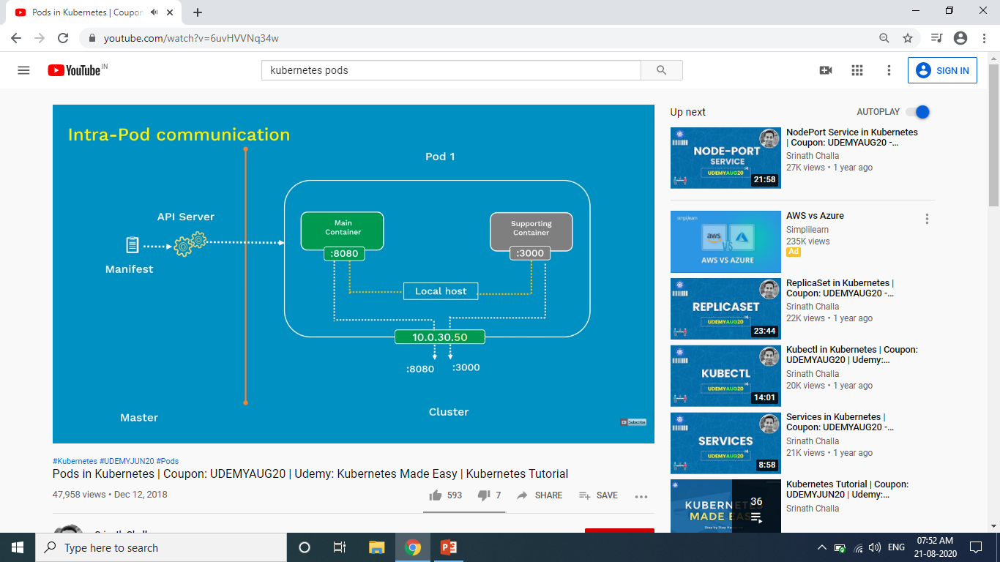 Pods in Kubernetes | Coupon
youtube.com/watch?v=6uvHVVNq34w
YouTube IN
kubernetes pods
SIGN IN
Intra-Pod communication
Pod 1
API Server
Manifest
Main
Container
:8080
Supporting
Container
:3000
Local host
10.0.30.50
:8080
:3000
Cluster
Master
Subscribe
#Kubernetes #UDEMYJUN20 #Pods
Pods in Kubernetes | Coupon: UDEMYAUG20 | Udemy: Kubernetes Made Easy | Kubernetes Tutorial
47,958 views • Dec 12, 2018
593
7
SHARE
SAVE
Up next
AUTOPLAY
NODE-PORT
SERVICE
UDEMYAUG20
21:58
NodePort Service in Kubernetes
| Coupon: UDEMYAUG20 -...
Srinath Challa
27K views • 1 year ago
simplilearn
aws
VS
AWS VS AZURE
AWS vs Azure
Simplilearn
235K views
Ad
REPLICASET
UDEMYAUG20
23:44
ReplicaSet in Kubernetes |
Coupon: UDEMYAUG20 -...
Srinath Challa
22K views • 1 year ago
KUBECTL
UDEMYAUG20
14:01
Kubectl in Kubernetes | Coupon:
UDEMYAUG20 | Udemy:...
Srinath Challa
20K views • 1 year ago
SERVICES
UDEMYAUG20
8:58
Services in Kubernetes |
Coupon: UDEMYAUG20 -...
Srinath Challa
21K views • 1 year ago
KUBERNETES
MADE EASY
Step by Step
36
Kubernetes Tutorial | Coupon:
UDEMYJUN20 | Udemy:...
Srinath Challa
Type here to search
ENG
07:52 AM
21-08-2020